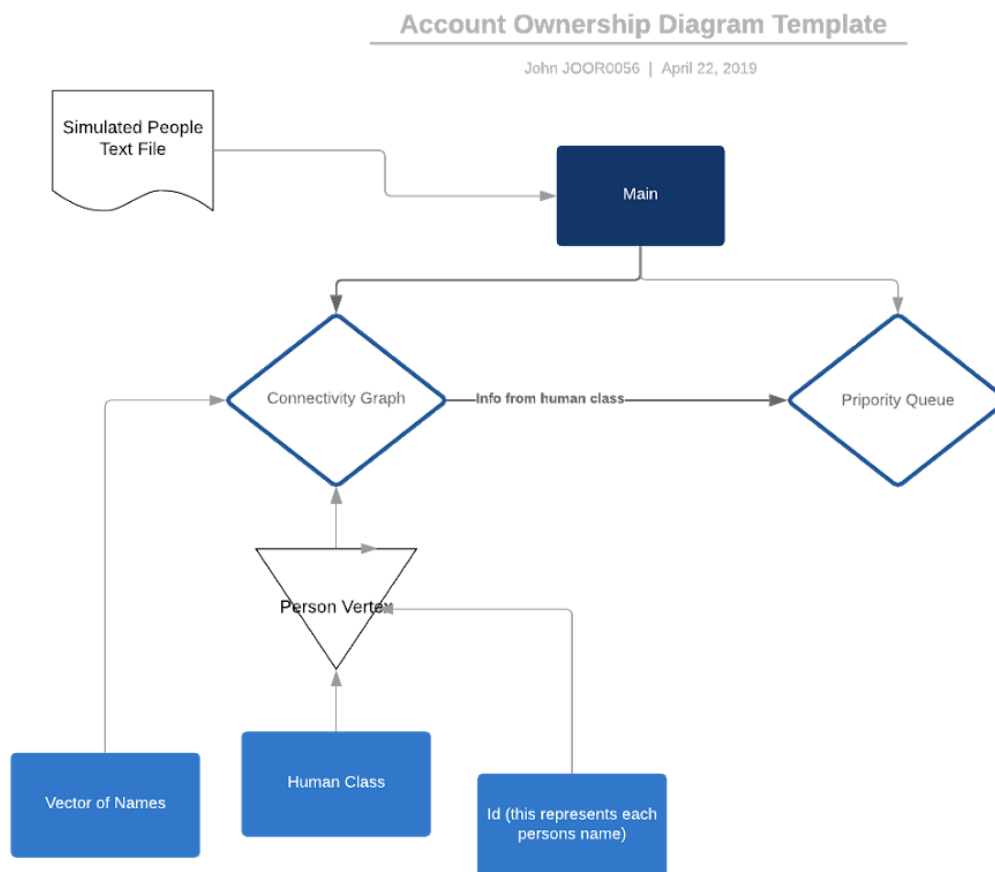 Account Ownership Diagram Template
John JOOR0056 | April 22, 2019
Simulated People
Text File
Main
Connectivity Graph
Info from human class
Pripority Queue
Person Vertex
Vector of Names
Human Class
Id (this represents each
persons name)